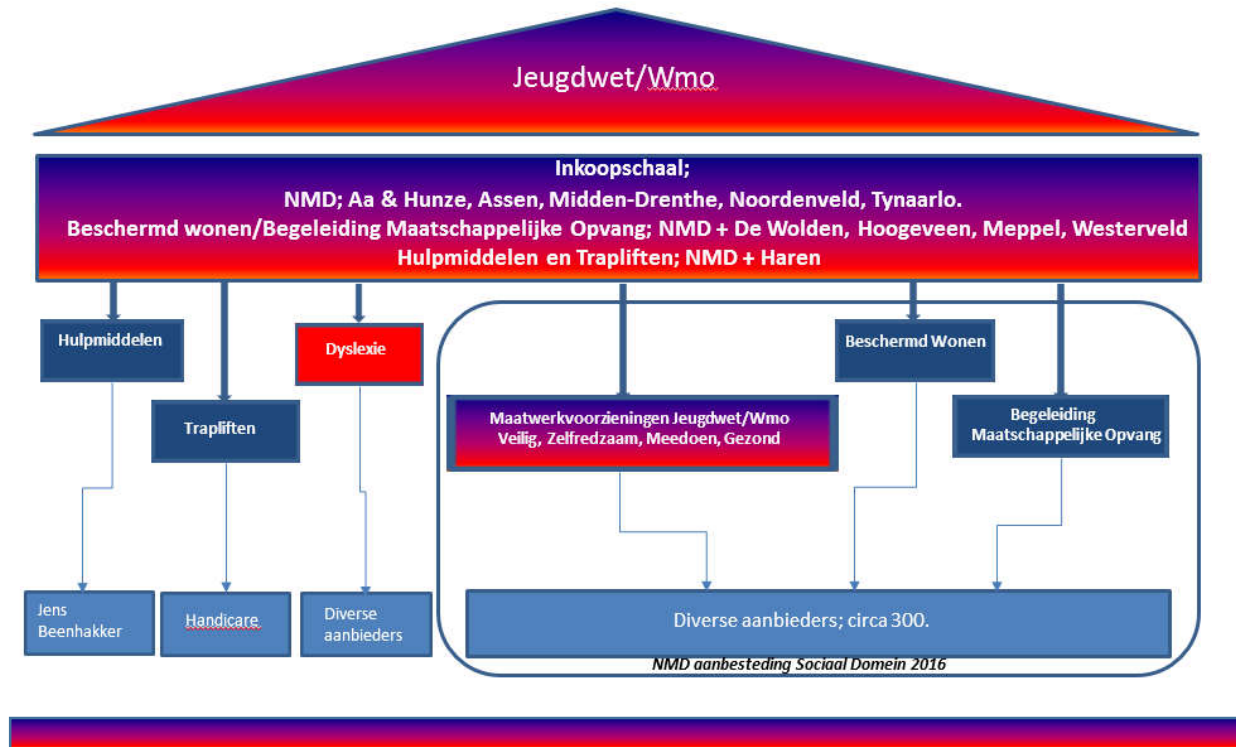 Jeugdwet/Wmo
Inkoopschaal;
NMD; Aa & Hunze, Assen, Midden-Drenthe, Noordenveld, Tynaarlo.
Beschermd wonen/Begeleiding Maatschappelijke Opvang; NMD + De Wolden, Hoogeveen, Meppel, Westerveld
Hulpmiddelen en Trapliften; NMD + Haren
Hulpmiddelen
Dyslexie
Beschermd Wonen
Trapliften
Maatwerkvoorzieningen Jeugdwet/Wmo
Veilig, Zelfredzaam, Meedoen, Gezond
Begeleiding
Maatschappelijke Opvang
Jens
Beenhakker
Handicare
Diverse
aanbieders
Diverse aanbieders; circa 300.
NMD aanbesteding Sociaal Domein 2016